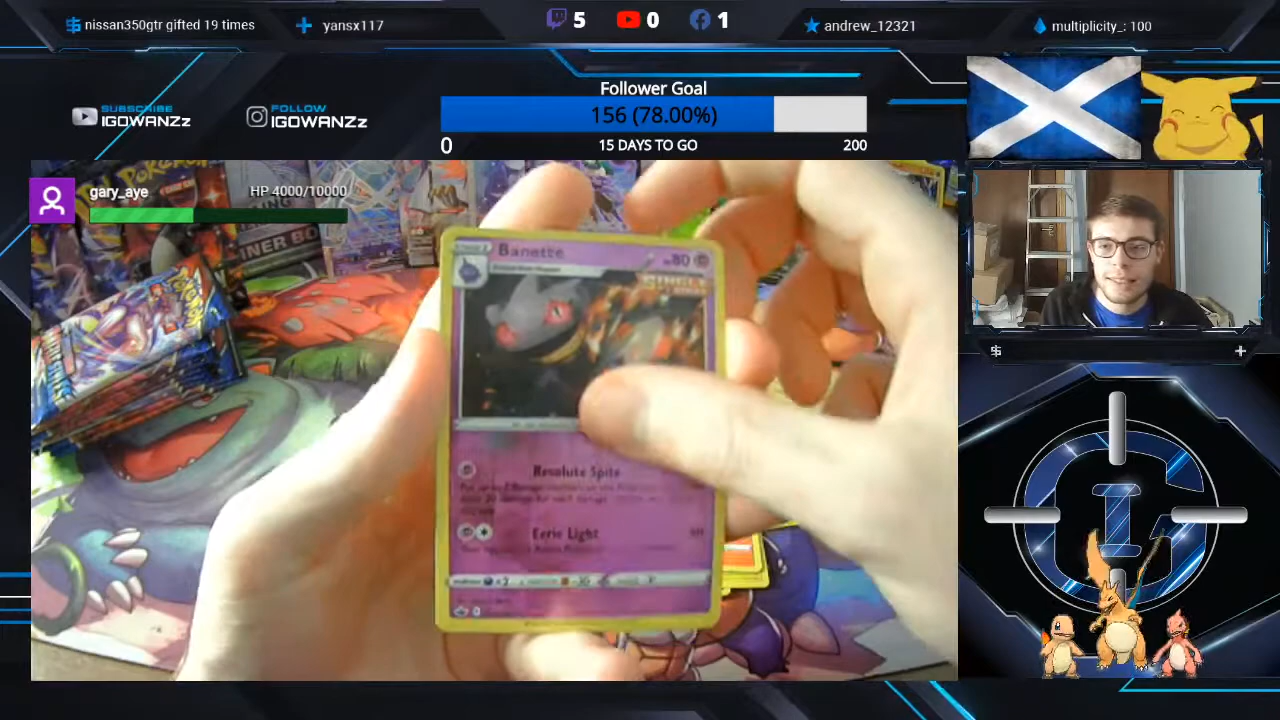 nissan350gtr gifted 19 times
yansx117
5
0
1
andrew_12321
multiplicity_: 100
SUBSCRIBE
IGOWANZz
FOLLOW
IGOWANZz
Follower Goal
156 (78.00%)
0
15 DAYS TO GO
200
gary_aye
HP 4000/10000
Banette
80
Resolute Spite
Eerie Light